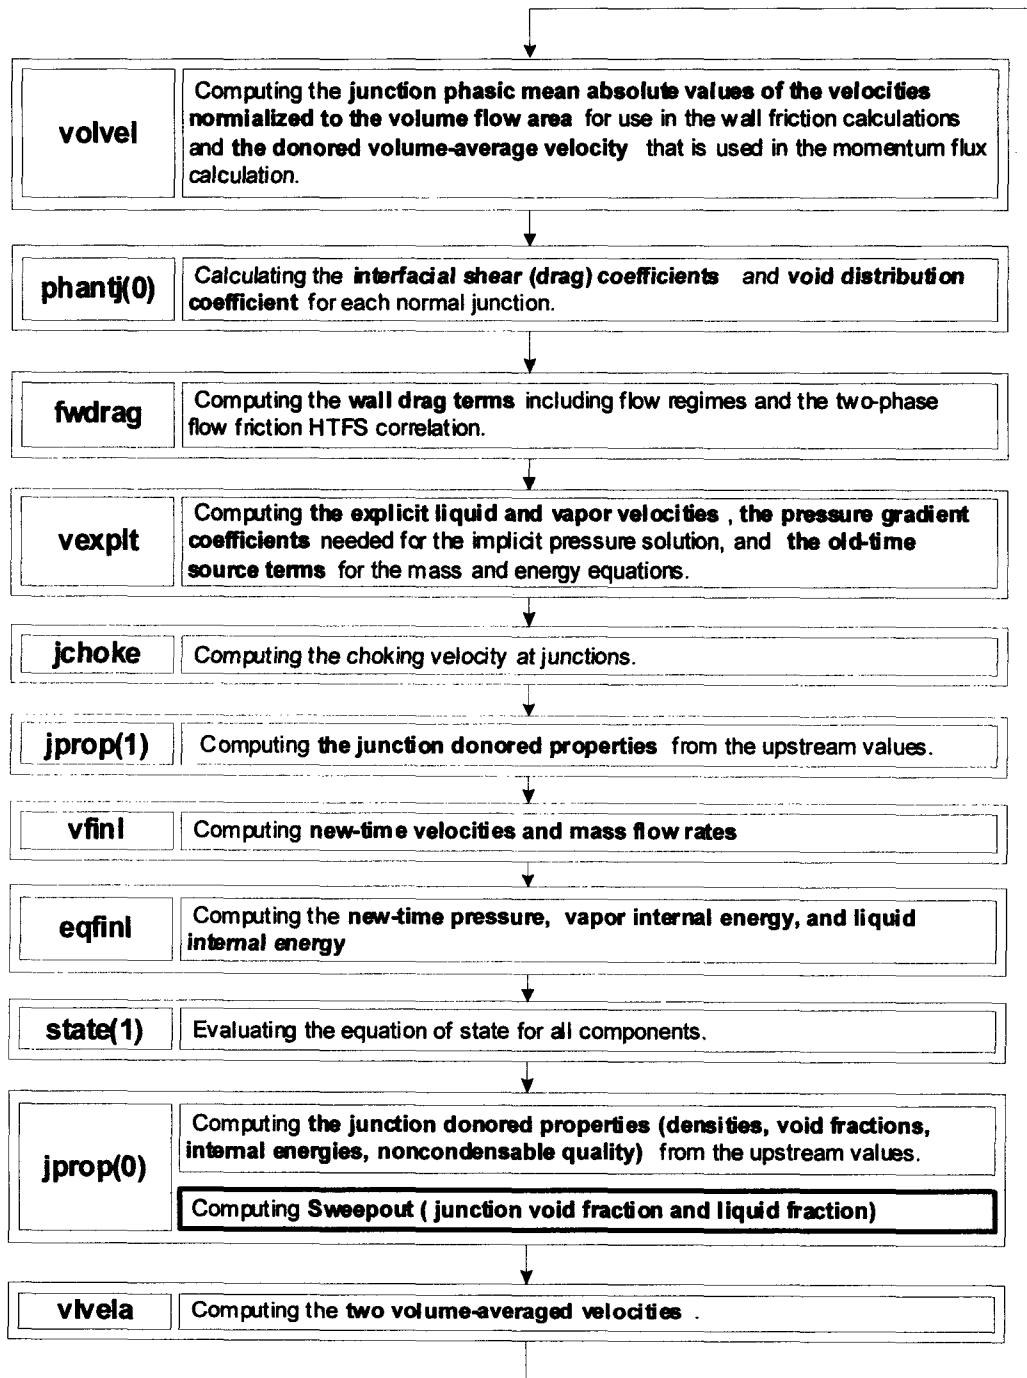 volvel
Computing the junction phasic mean absolute values of the velocities
normialized to the volume flow area for use in the wall friction calculations
and the donored volume-average velocity that is used in the momentum flux
calculation.
phantj(0)
Calculating the interfacial shear (drag) coefficients and void distribution
coefficient for each normal junction.
fwdrag
Computing the wall drag terms including flow regimes and the two-phase
flow friction HTFS correlation.
vexplt
Computing the explicit liquid and vapor velocities , the pressure gradient
coefficients needed for the implicit pressure solution, and the old-time
source terms for the mass and energy equations.
jchoke
Computing the choking velocity at junctions.
jprop(1)
Computing the junction donored properties from the upstream values.
vfinl
Computing new-time velocities and mass flow rates
eqfinl
Computing the new-time pressure, vapor internal energy, and liquid
internal energy
state(1)
Evaluating the equation of state for all components.
jprop(0)
Computing the junction donored properties (densities, void fractions,
internal energies, noncondensable quality) from the upstream values.
Computing Sweepout ( junction void fraction and liquid fraction)
vlvela
Computing the two volume-averaged velocities .